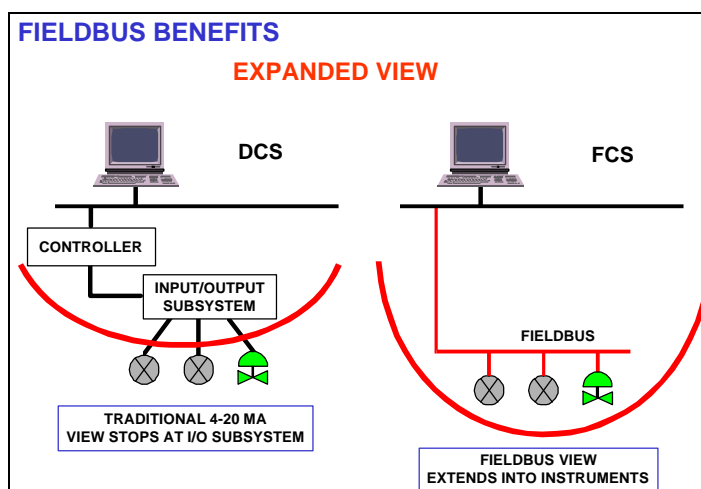 FIELDBUS BENEFITS
EXPANDED VIEW
DCS
FCS
CONTROLLER
INPUT/OUTPUT
SUBSYSTEM
FIELDBUS
TRADITIONAL 4-20 MA
VIEW STOPS AT I/O SUBSYSTEM
FIELDBUS VIEW
EXTENDS INTO INSTRUMENTS